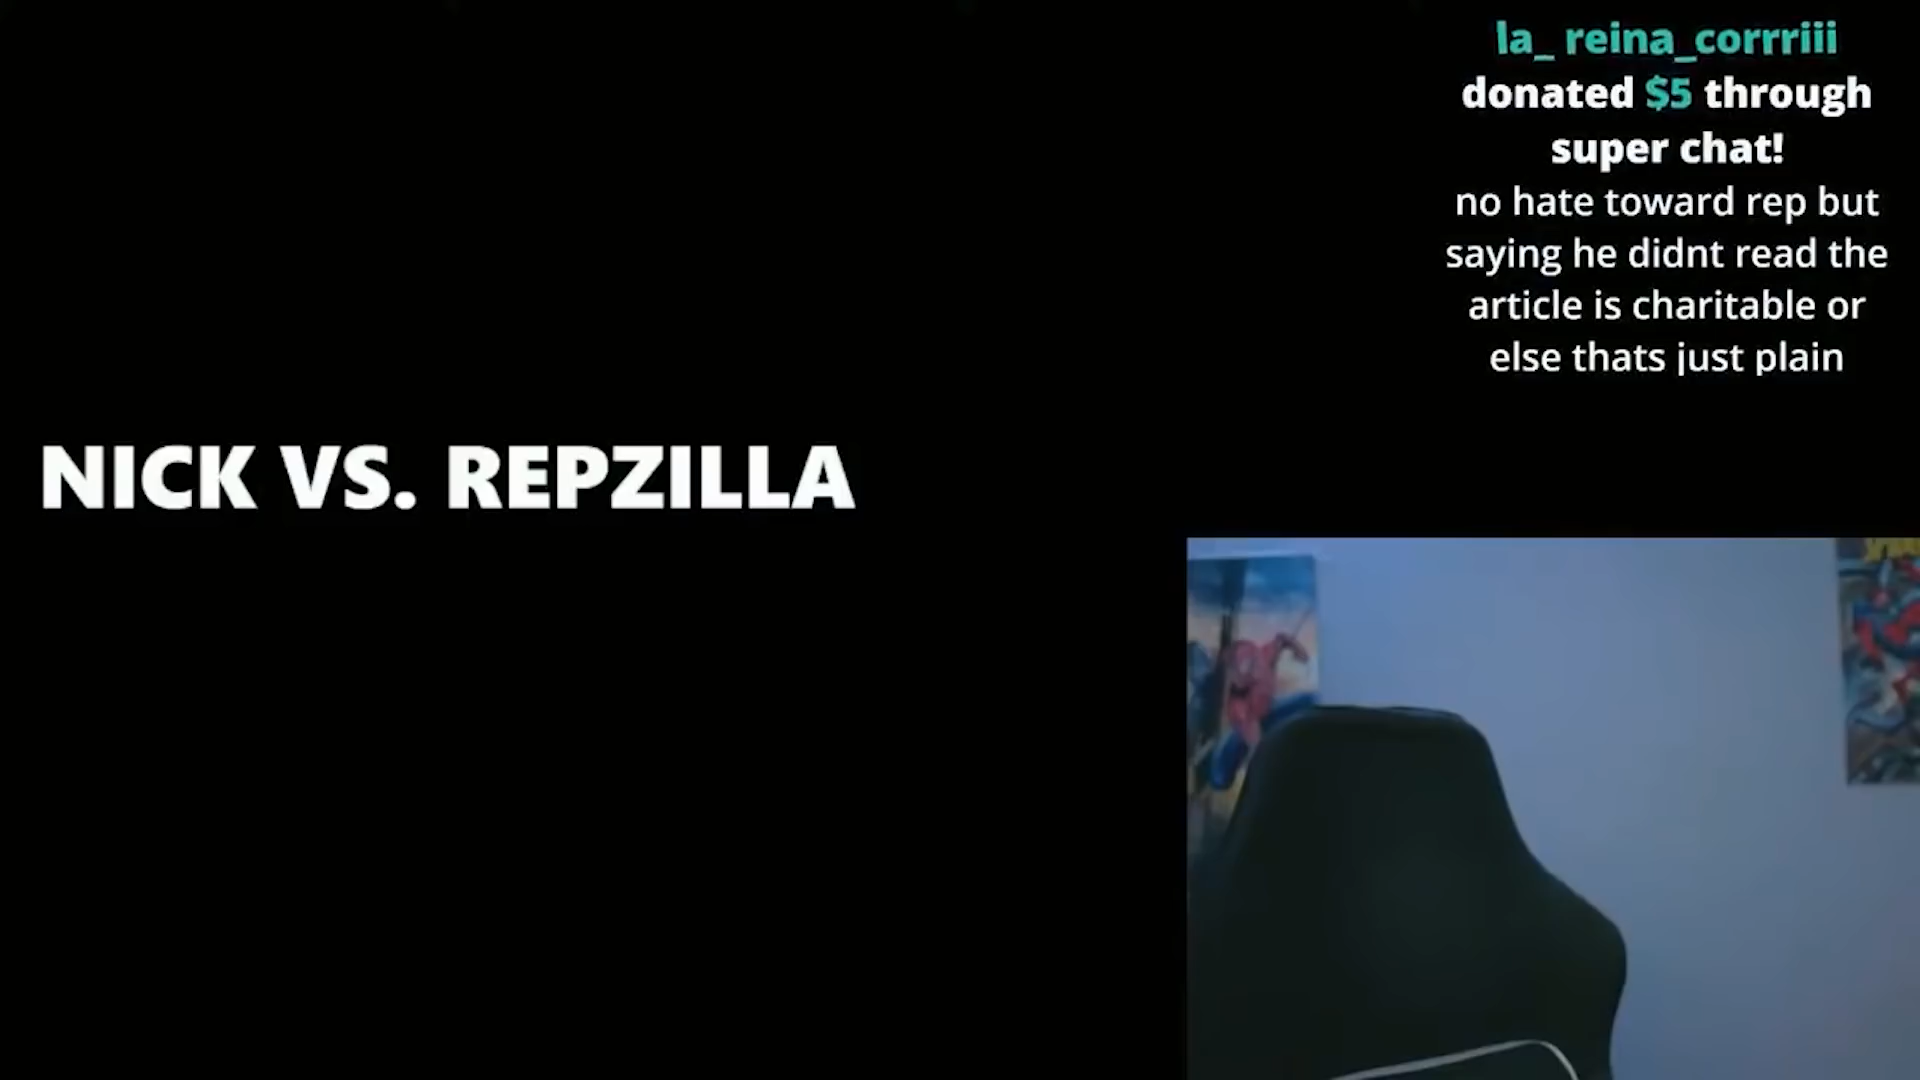 la_ reina_corrriii
donated $5 through
super chat!
no hate toward rep but
saying he didnt read the
article is charitable or
else thats just plain
NICK VS. REPZILLA